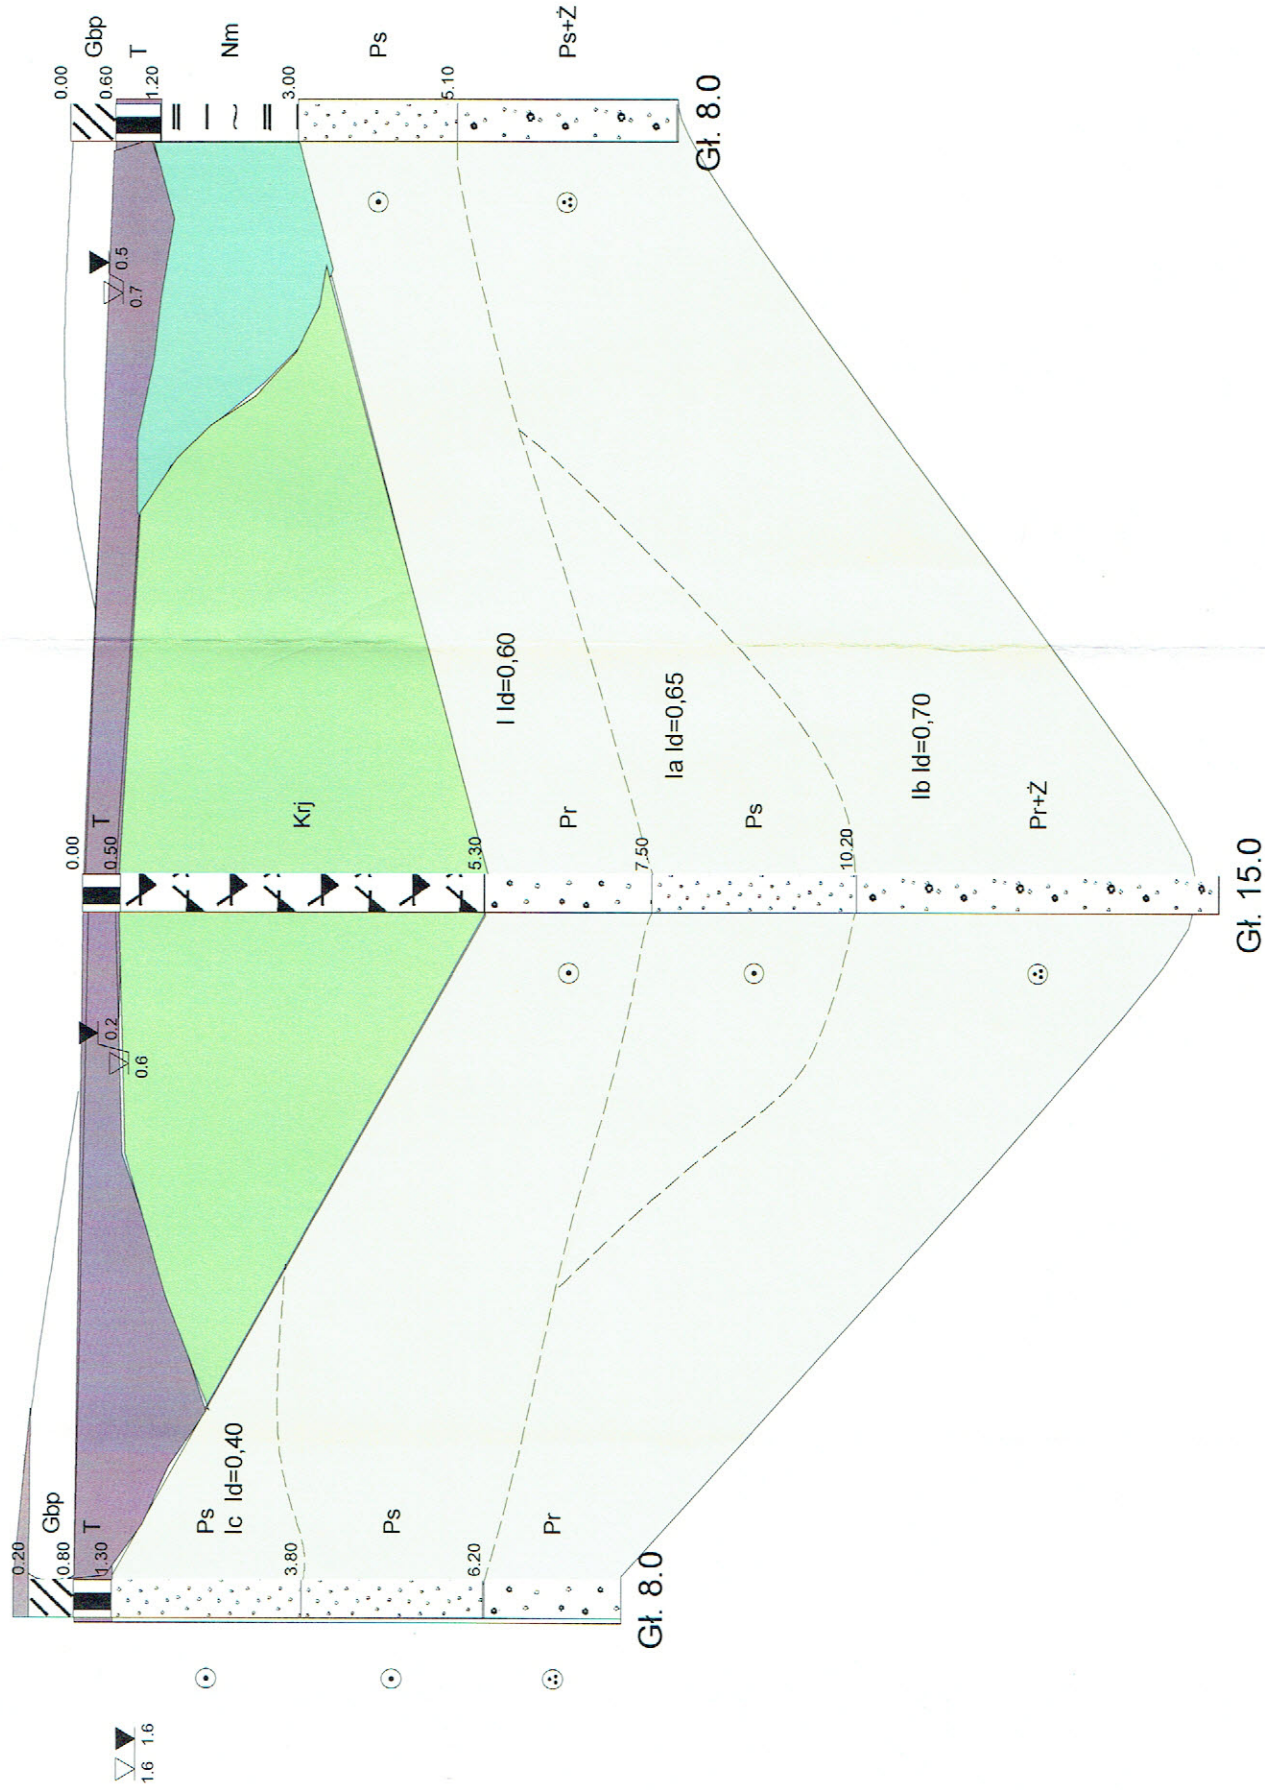 0.20
Gbp
0.80
T
1.30
Ps
Ic Id=0,40
3.80
Ps
6.20
Pr
Gł. 8.0
1.6
1.6
0.2
0.6
0.00
T
0.50
Krj
5.30
Pr
7.50
Ps
10.20
Pr+Ż
Gł. 15.0
I Id=0,60
Ia Id=0,65
Ib Id=0,70
0.5
0.7
0.00
Gbp
0.60
T
1.20
Nm
3.00
Ps
5.10
Ps+Ż
Gł. 8.0